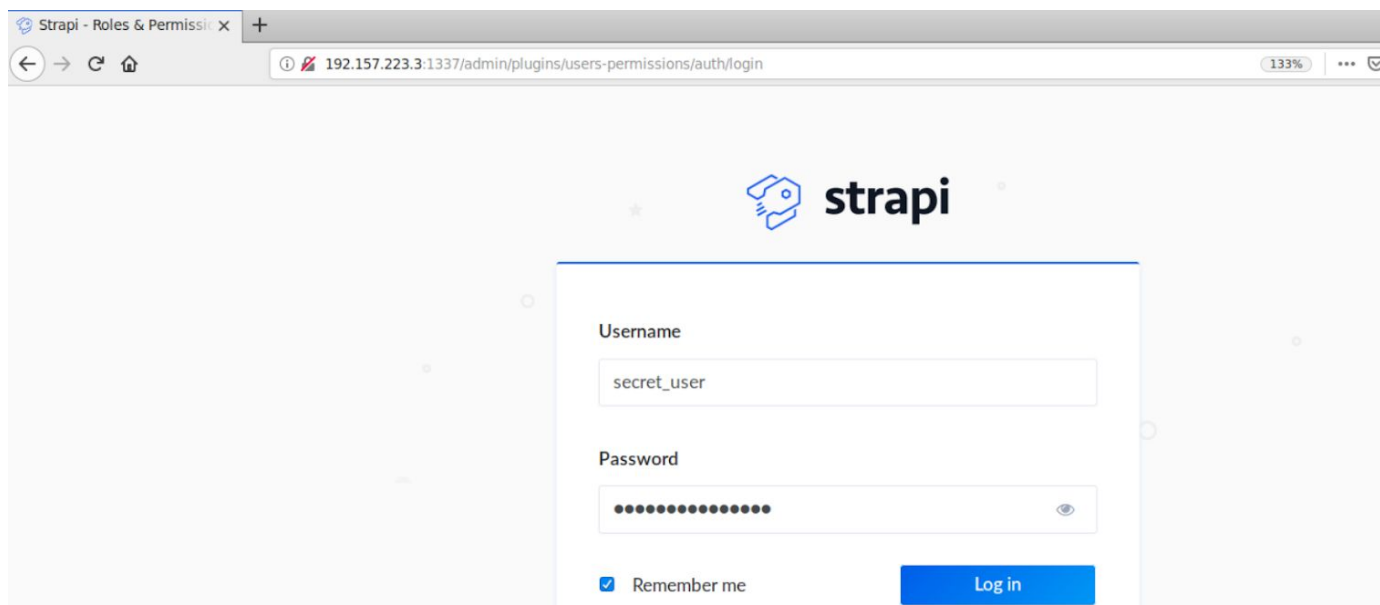 Strapi - Roles & Permissic
192.157.223.3:1337/admin/plugins/users-permissions/auth/login
133%
strapi
Username
secret_user
Password
●●●●●●●●●●●●●●●
Remember me
Log in